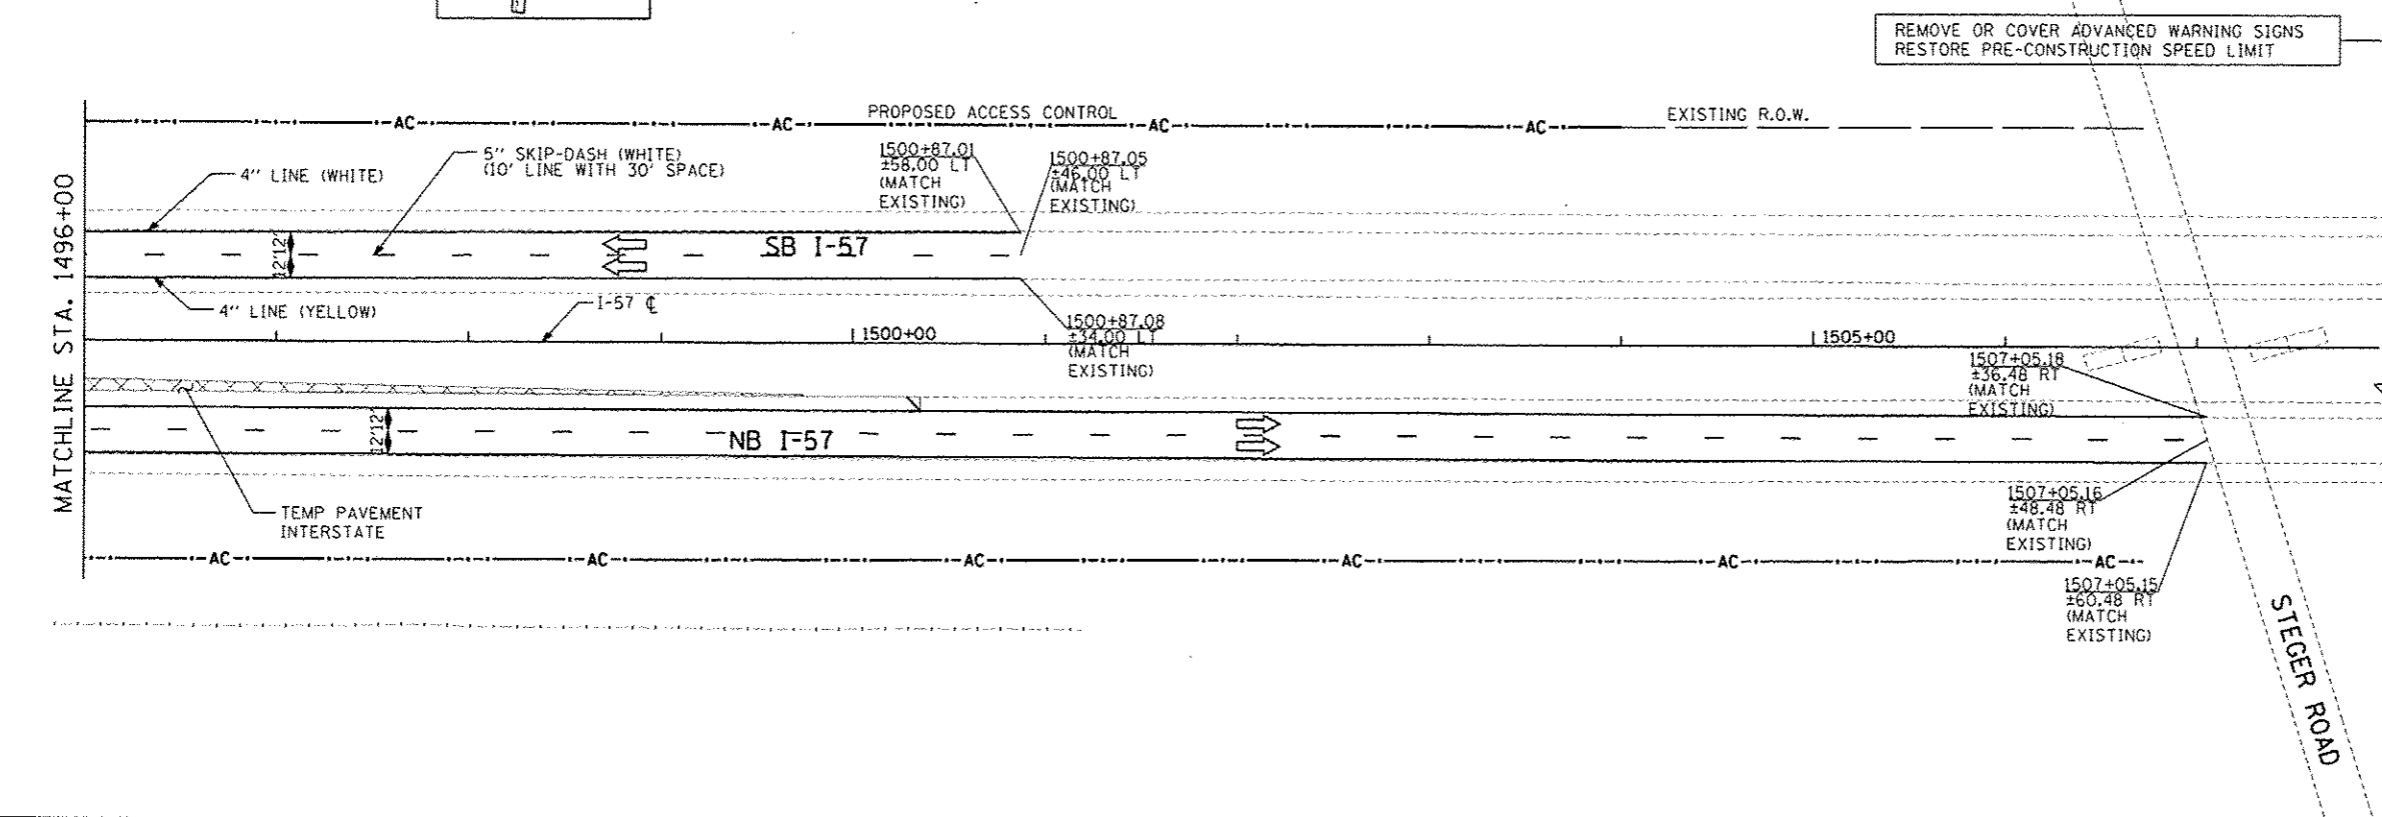 REMOVE OR COVER ADVANCED WARNING SIGNS
RESTORE PRE-CONSTRUCTION SPEED LIMIT
PROPOSED ACCESS CONTROL
EXISTING R.O.W.
AC
AC
AC
AC
MATCHLINE STA. 1496+00
4" LINE (WHITE)
5" SKIP-DASH (WHITE)
(10' LINE WITH 30' SPACE)
1500+87.01
±58.00 LT
(MATCH
EXISTING)
1500+87.05
±46.00 LT
(MATCH
EXISTING)
12'12'
SB I-57
4" LINE (YELLOW)
I-57 ℄
1500+00
1500+87.08
±34.00 LT
(MATCH
EXISTING)
1505+00
1507+05.18
±36.48 RT
(MATCH
EXISTING)
12'12'
NB I-57
TEMP PAVEMENT
INTERSTATE
1507+05.16
±48.48 RT
(MATCH
EXISTING)
AC
AC
AC
AC
AC
AC
1507+05.15
±60.48 RT
(MATCH
EXISTING)
STEGER ROAD